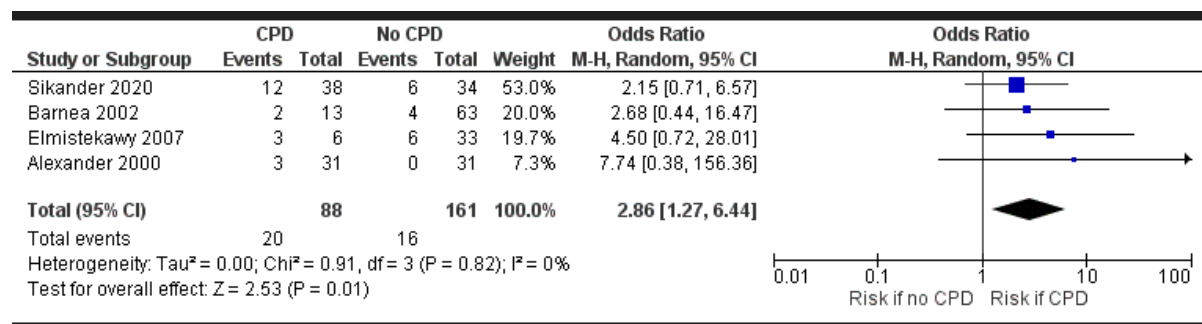 CPD No CPD Odds Ratio Odds Ratio
Study or Subgroup Events Total Events Total Weight M-H, Random, 95% CI M-H, Random, 95% CI
Sikander 2020 12 38 6 34 53.0% 2.15 [0.71, 6.57]
Barnea 2002 2 13 4 63 20.0% 2.68 [0.44, 16.47]
Elmistekawy 2007 3 6 6 33 19.7% 4.50 [0.72, 28.01]
Alexander 2000 3 31 0 31 7.3% 7.74 [0.38, 156.36]
Total (95% CI) 88 161 100.0% 2.86 [1.27, 6.44]
Total events 20 16
Heterogeneity: Tau² = 0.00; Chi² = 0.91, df = 3 (P = 0.82); I² = 0%
Test for overall effect: Z = 2.53 (P = 0.01)
0.01 0.1 1 10 100
Risk if no CPD Risk if CPD